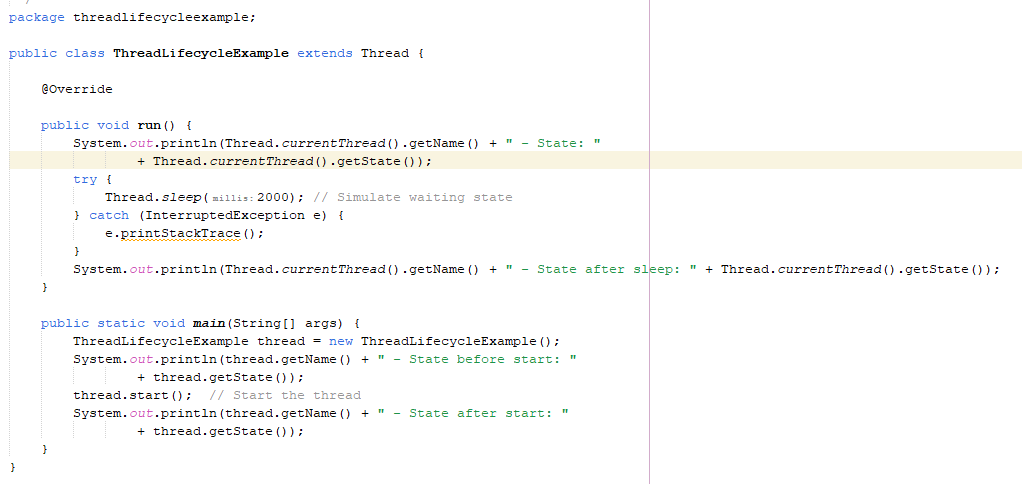 package threadlifecycleexample;
public class ThreadLifecycleExample extends Thread {
@Override
public void run() {
System.out.println(Thread.currentThread().getName() + " - State: "
+ Thread.currentThread().getState());
try {
Thread.sleep(millis: 2000); // Simulate waiting state
} catch (InterruptedException e) {
e.printStackTrace();
}
System.out.println(Thread.currentThread().getName() + " - State after sleep: " + Thread.currentThread().getState());
}
public static void main(String[] args) {
ThreadLifecycleExample thread = new ThreadLifecycleExample();
System.out.println(thread.getName() + " - State before start: "
+ thread.getState());
thread.start();  // Start the thread
System.out.println(thread.getName() + " - State after start: "
+ thread.getState());
}
}